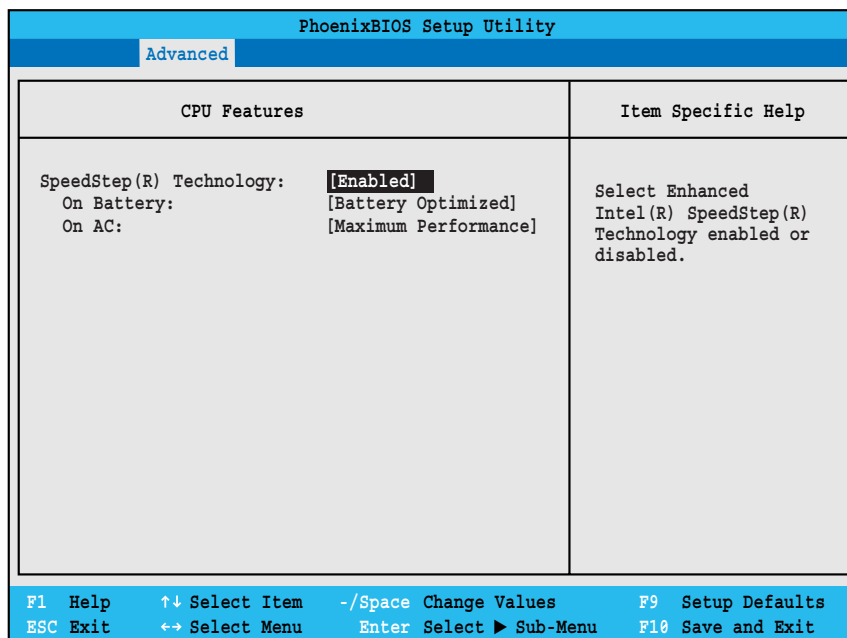 PhoenixBIOS Setup Utility
Advanced
CPU Features
Item Specific Help
SpeedStep(R) Technology: [Enabled]
On Battery: [Battery Optimized]
On AC: [Maximum Performance]
Select Enhanced
Intel(R) SpeedStep(R)
Technology enabled or
disabled.
F1 Help ↑↓ Select Item -/Space Change Values F9 Setup Defaults
ESC Exit ←→ Select Menu Enter Select ▶ Sub-Menu F10 Save and Exit